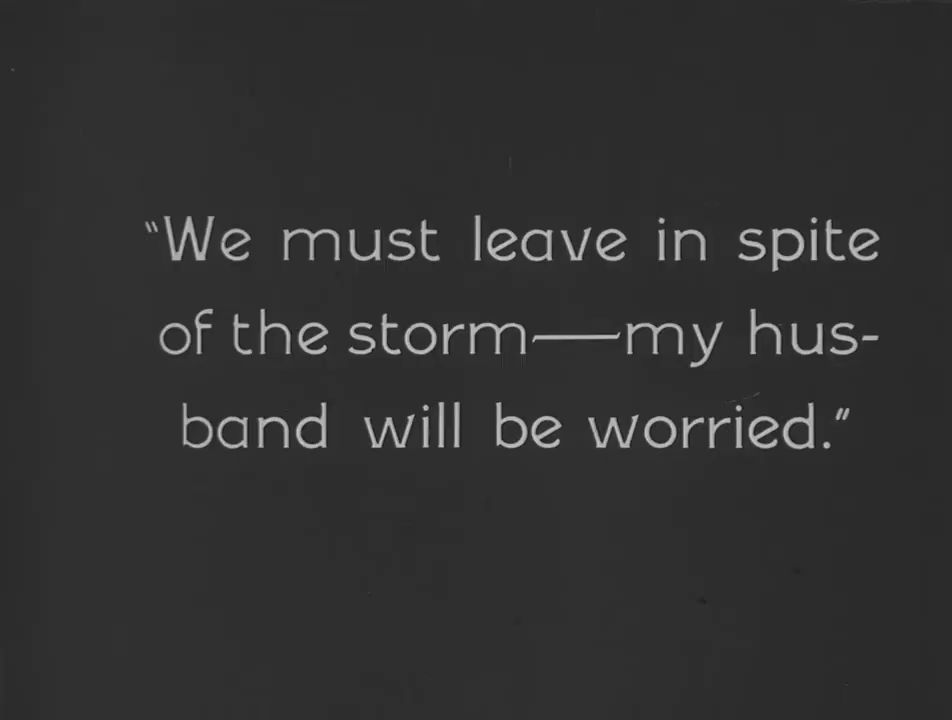 "We must leave in spite
of the storm—my hus-
band will be worried."